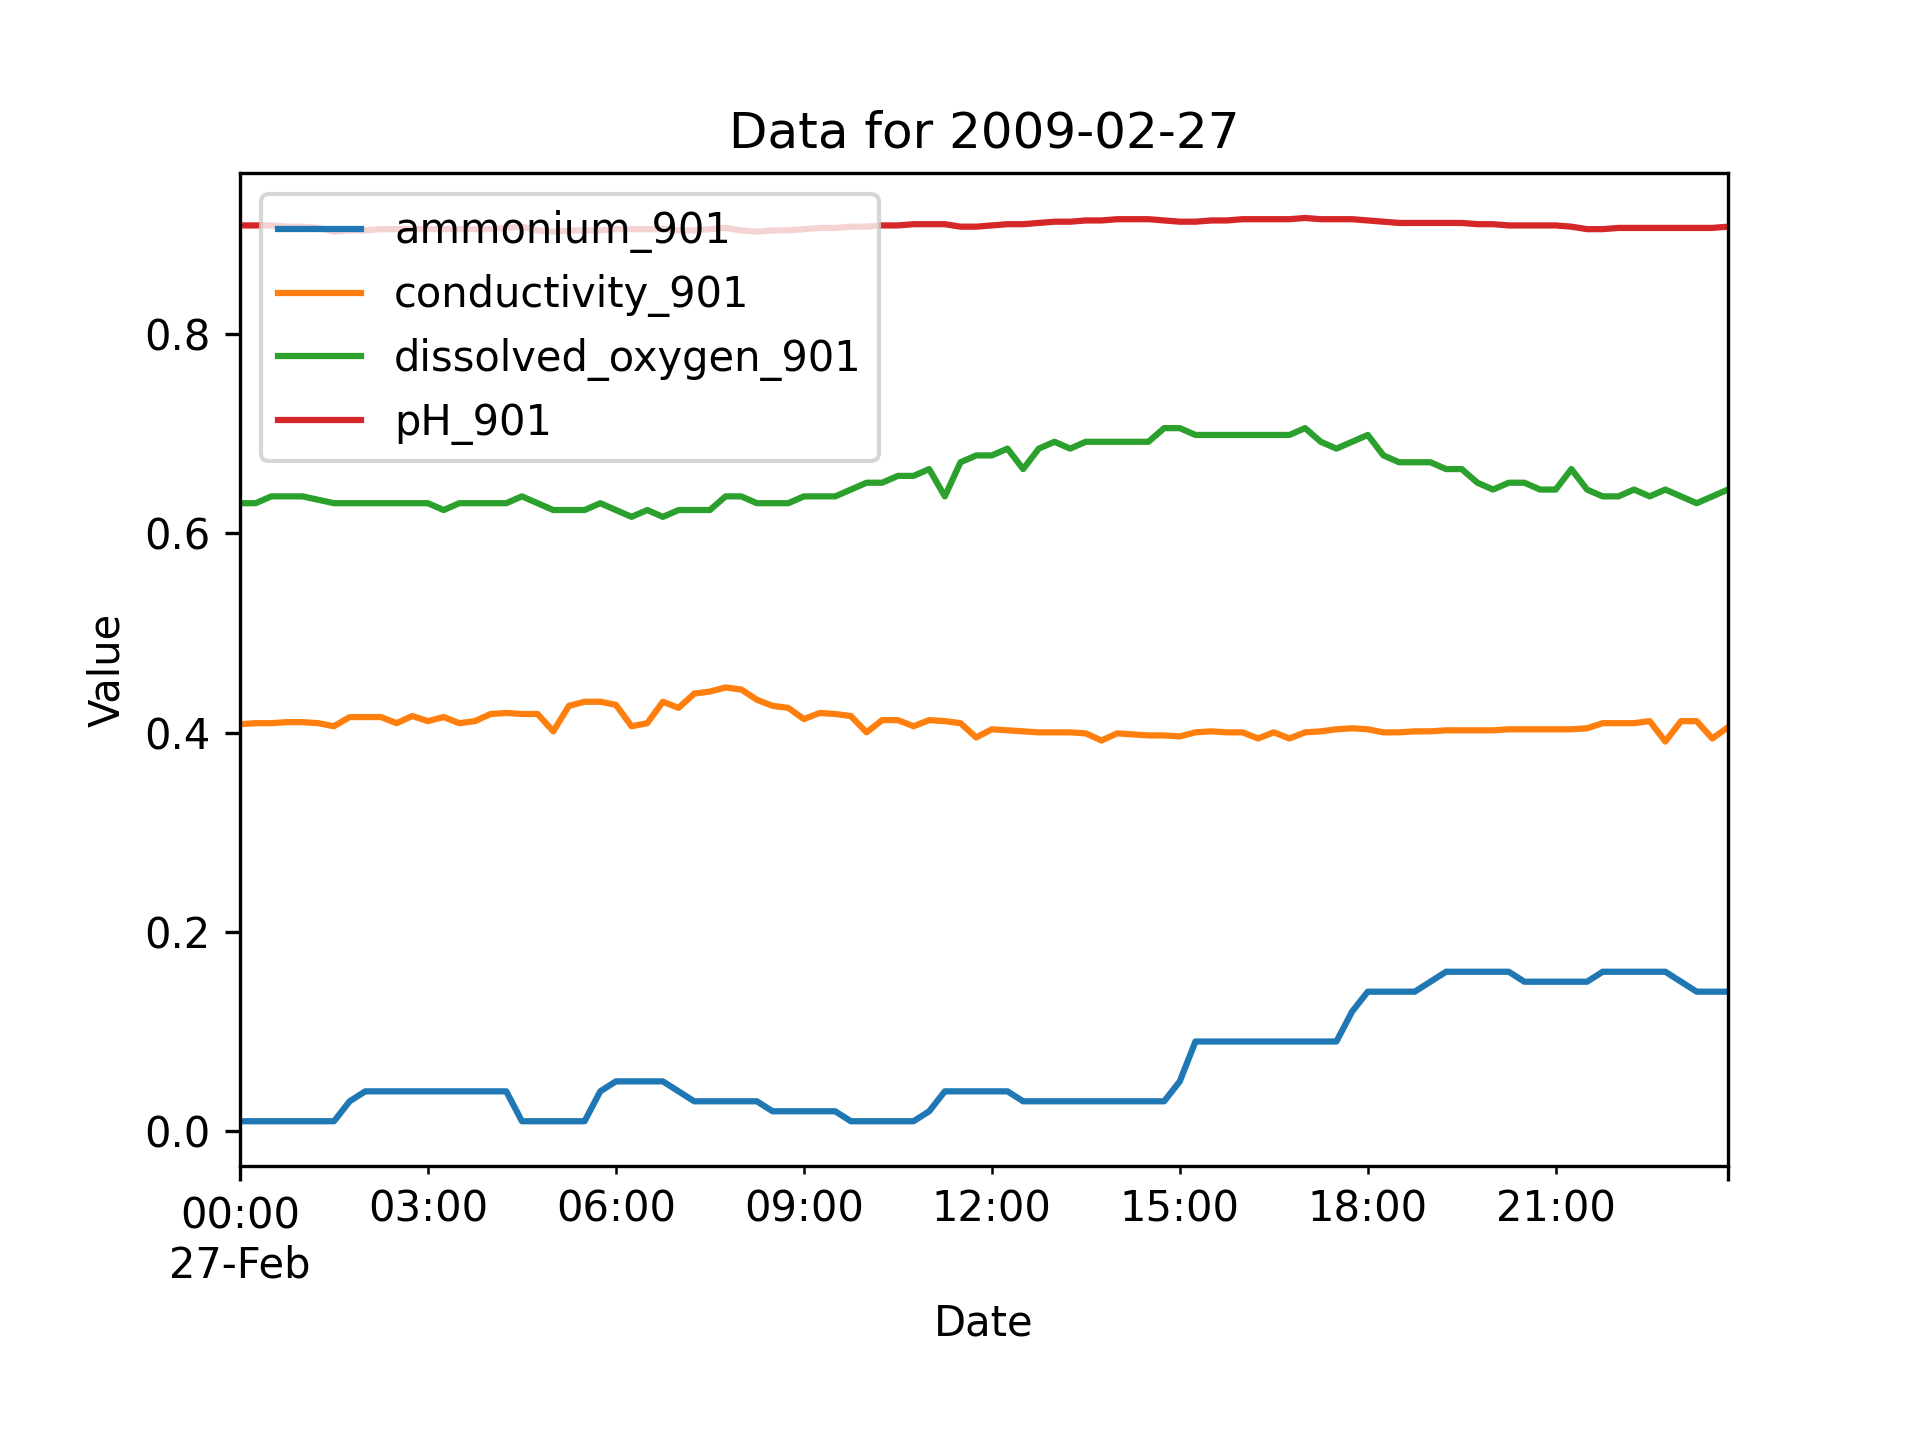 Data for 2009-02-27
ammonium_901
conductivity_901
dissolved_oxygen_901
pH_901
Value
0.8
0.6
0.4
0.2
0.0
00:00 03:00 06:00 09:00 12:00 15:00 18:00 21:00
27-Feb
Date